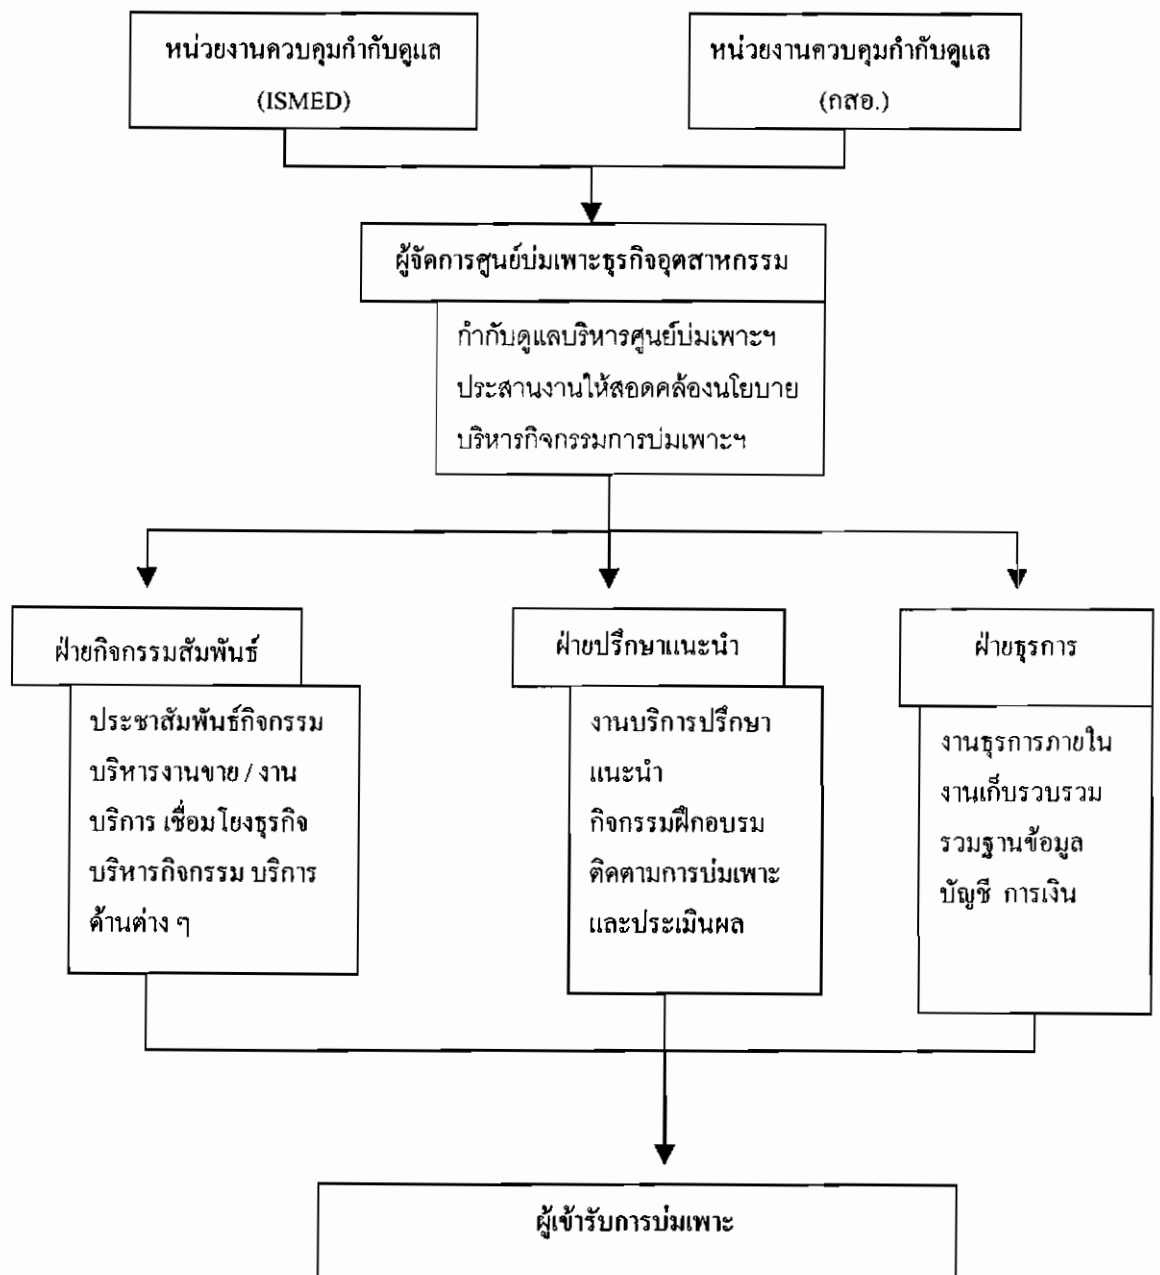 หน่วยงานควบคุมกำกับดูแล
(ISMED)
หน่วยงานควบคุมกำกับดูแล
(กสอ.)
ผู้จัดการศูนย์บ่มเพาะธุรกิจอุตสาหกรรม
กำกับดูแลบริหารศูนย์บ่มเพาะฯ
ประสานงานให้สอดคล้องนโยบาย
บริหารกิจกรรมการบ่มเพาะฯ
ฝ่ายกิจกรรมสัมพันธ์
ประชาสัมพันธ์กิจกรรม
บริหารงานขาย / งาน
บริการ เชื่อมโยงธุรกิจ
บริหารกิจกรรม บริการ
ด้านต่าง ๆ
ฝ่ายปรึกษาแนะนำ
งานบริการปรึกษา
แนะนำ
กิจกรรมฝึกอบรม
ติดตามการบ่มเพาะ
และประเมินผล
ฝ่ายธุรการ
งานธุรการภายใน
งานเก็บรวบรวม
รวมฐานข้อมูล
บัญชี การเงิน
ผู้เข้ารับการบ่มเพาะ